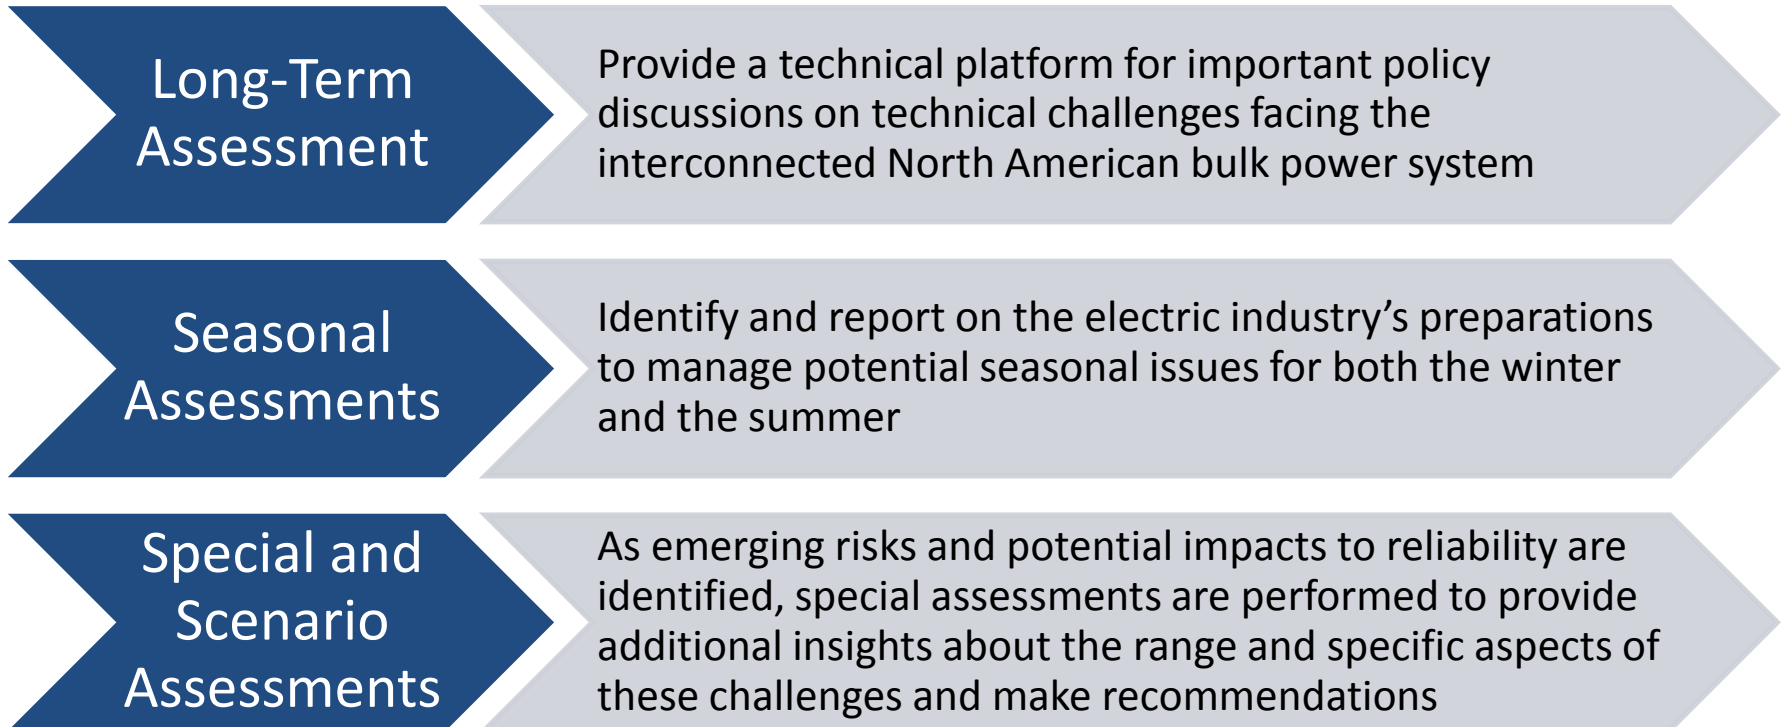 Long-Term
Assessment
Provide a technical platform for important policy
discussions on technical challenges facing the
interconnected North American bulk power system
Seasonal
Assessments
Identify and report on the electric industry’s preparations
to manage potential seasonal issues for both the winter
and the summer
Special and
Scenario
Assessments
As emerging risks and potential impacts to reliability are
identified, special assessments are performed to provide
additional insights about the range and specific aspects of
these challenges and make recommendations